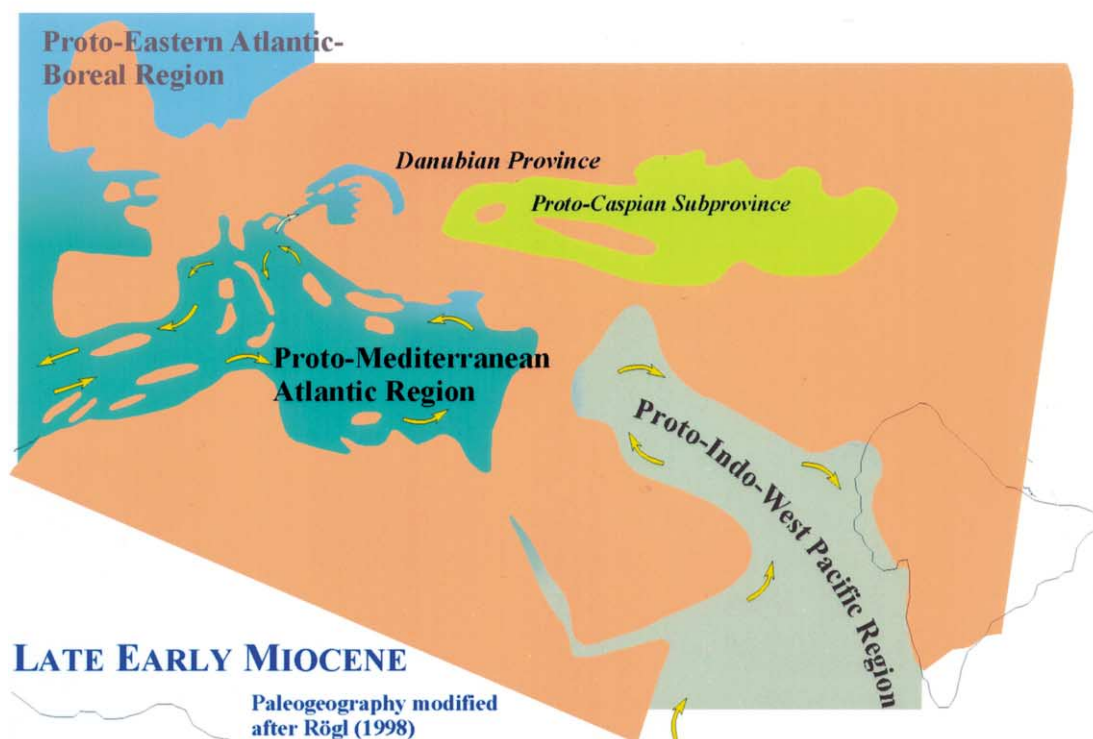 Proto-Eastern Atlantic-
Boreal Region
Danubian Province
Proto-Caspian Subprovince
Proto-Mediterranean
Atlantic Region
Proto-Indo-West Pacific Region
LATE EARLY MIOCENE
Paleogeography modified
after Rögl (1998)